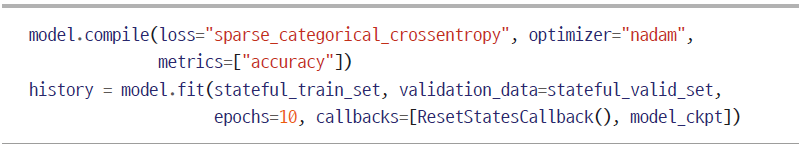 model.compile(loss="sparse_categorical_crossentropy", optimizer="nadam",
              metrics=["accuracy"])
history = model.fit(stateful_train_set, validation_data=stateful_valid_set,
                    epochs=10, callbacks=[ResetStatesCallback(), model_ckpt])